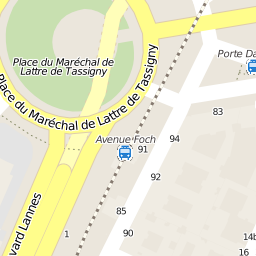 Place du Maréchal de
Lattre de Tassigny
Porte Da
Place du Maréchal de Lattre de Tassigny
83
94
Avenue Foch
91
92
85
90
1
16
14b
vard Lannes